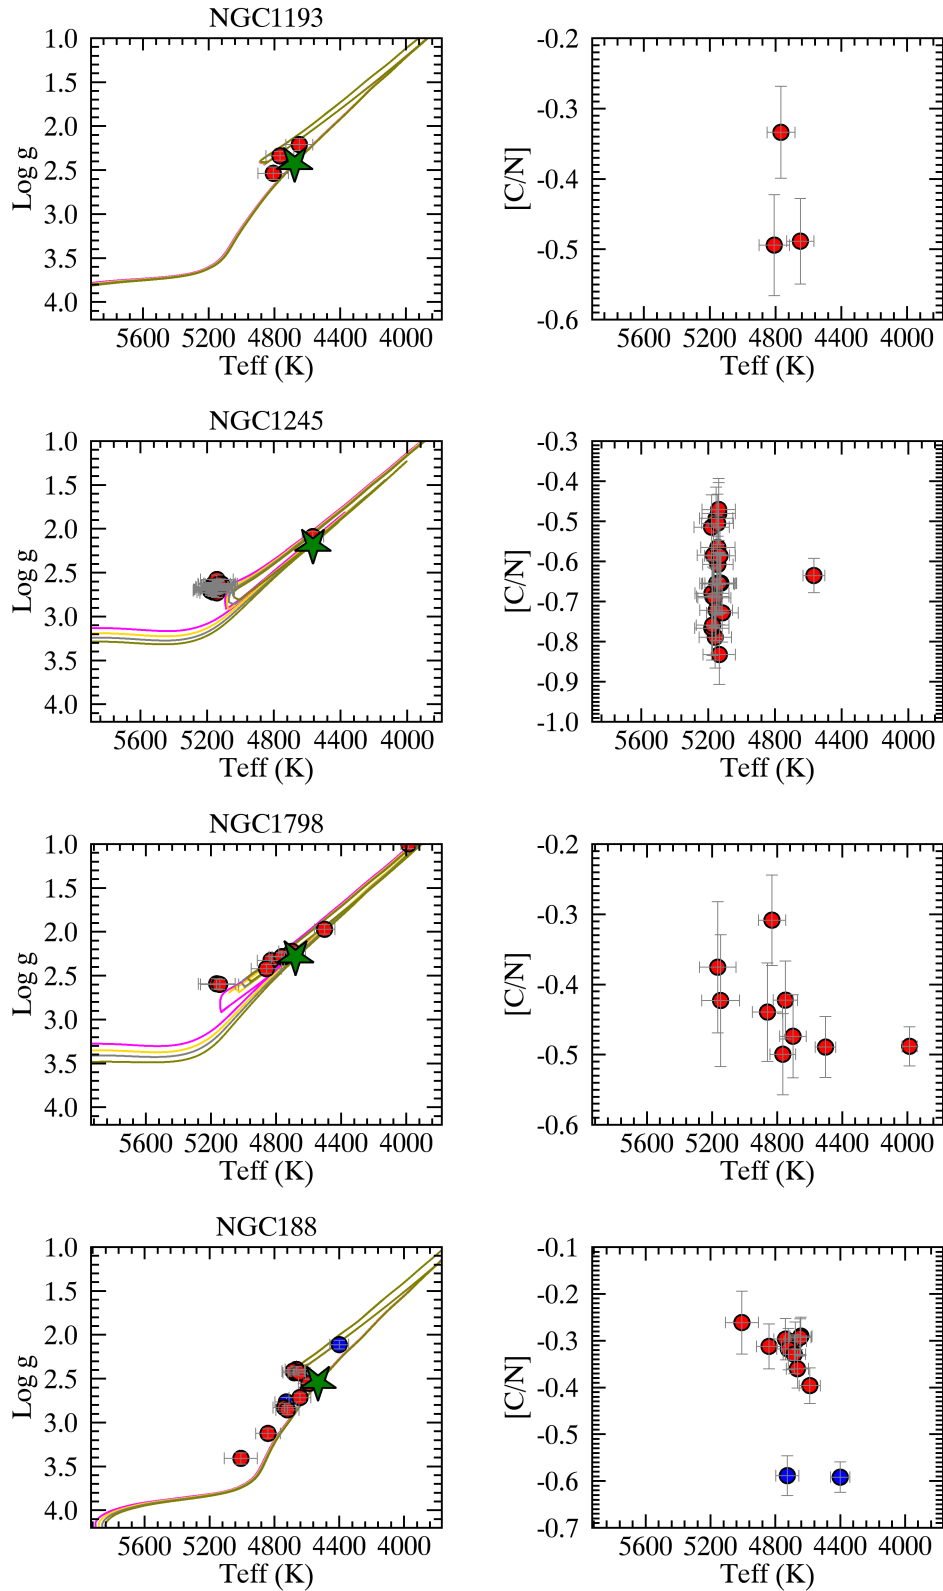 NGC1193
1.0 1.5 2.0 2.5 3.0 3.5 4.0
Log g
5600 5200 4800 4400 4000
Teff (K)
-0.2 -0.3 -0.4 -0.5 -0.6
[C/N]
5600 5200 4800 4400 4000
Teff (K)
NGC1245
1.0 1.5 2.0 2.5 3.0 3.5 4.0
Log g
5600 5200 4800 4400 4000
Teff (K)
-0.3 -0.4 -0.5 -0.6 -0.7 -0.8 -0.9 -1.0
[C/N]
5600 5200 4800 4400 4000
Teff (K)
NGC1798
1.0 1.5 2.0 2.5 3.0 3.5 4.0
Log g
5600 5200 4800 4400 4000
Teff (K)
-0.2 -0.3 -0.4 -0.5 -0.6
[C/N]
5600 5200 4800 4400 4000
Teff (K)
NGC188
1.0 1.5 2.0 2.5 3.0 3.5 4.0
Log g
5600 5200 4800 4400 4000
Teff (K)
-0.1 -0.2 -0.3 -0.4 -0.5 -0.6 -0.7
[C/N]
5600 5200 4800 4400 4000
Teff (K)